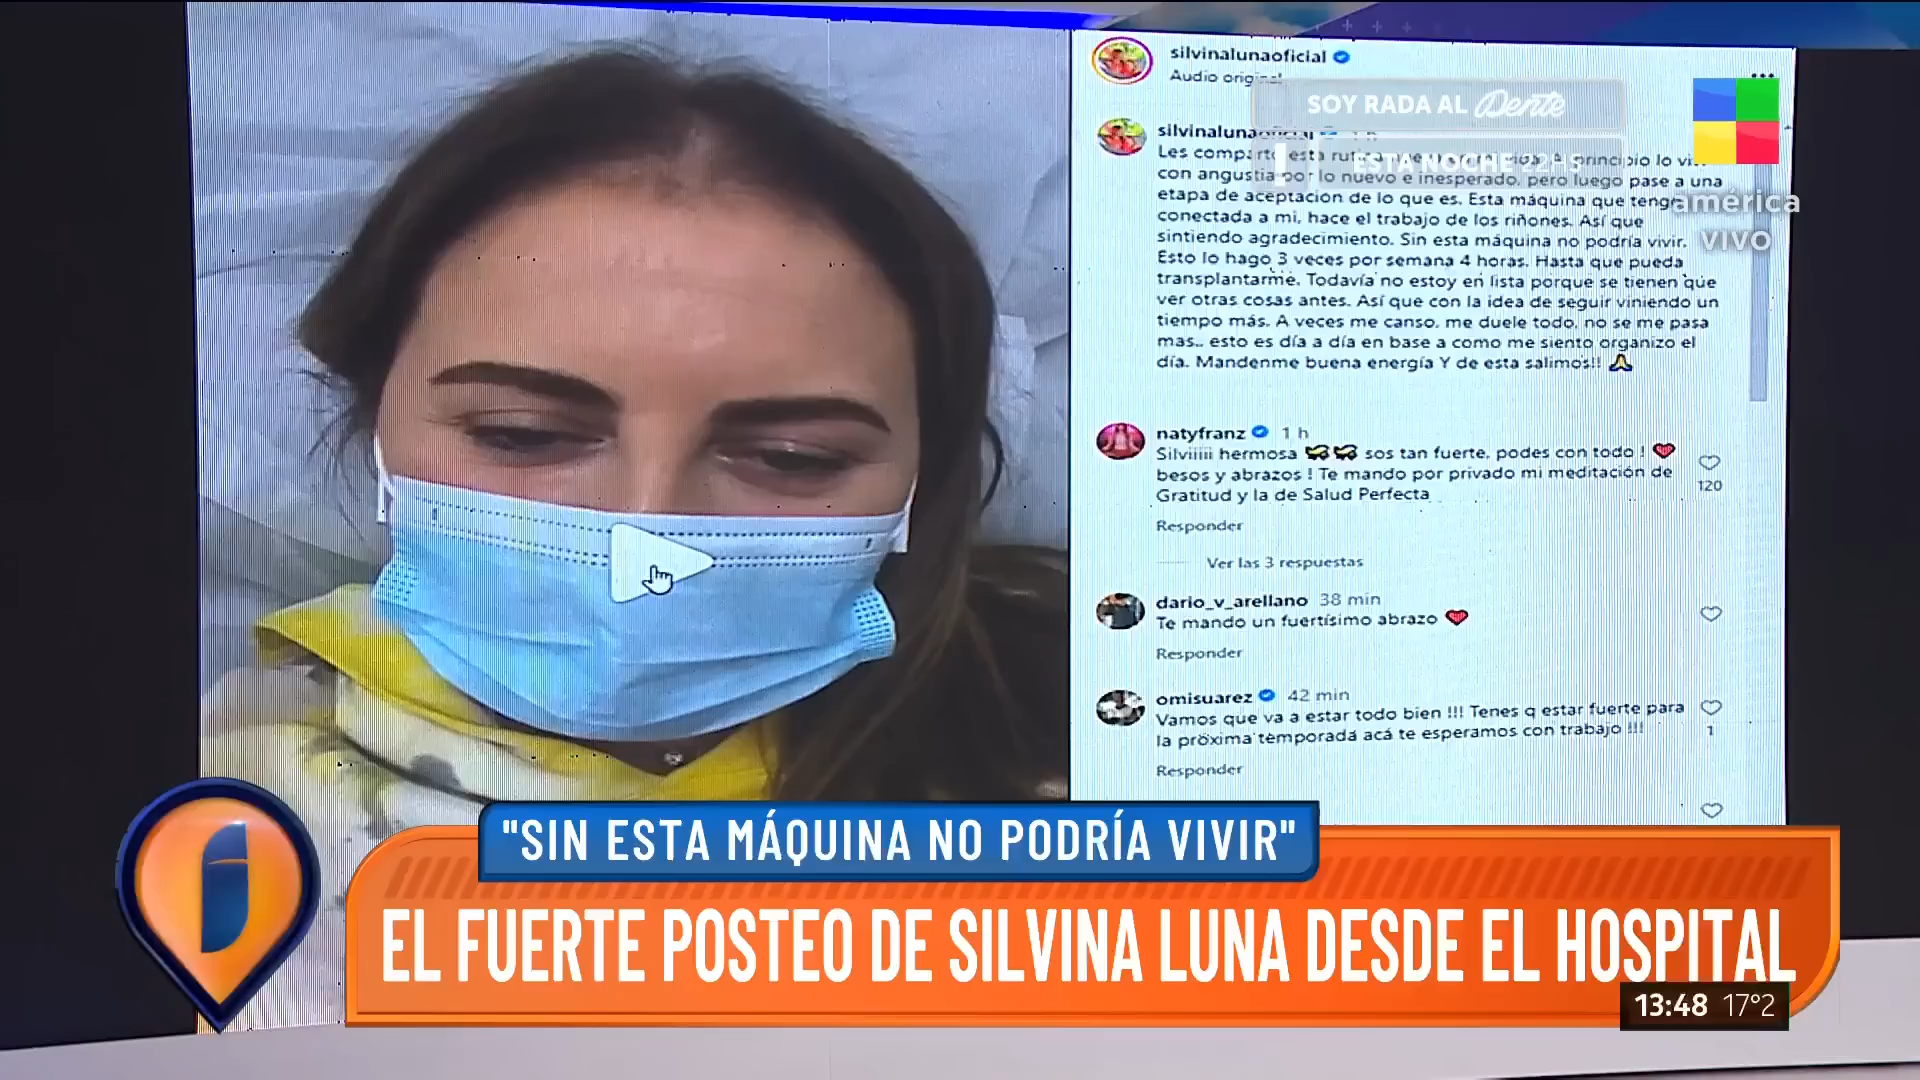 silvinalunaoficial
Audio original
SOY RADA AL Dente
ESTA NOCHE 22HS
américa
VIVO
silvinalunaoficial
Les comparto esta principio lo
con angustia por lo nuevo e inesperado, pero luego pase a una
etapa de aceptación de lo que es. Esta máquina que tengo
conectada a mi, hace el trabajo de los riñones. Así que
sintiendo agradecimiento. Sin esta máquina no podría vivir.
Esto lo hago 3 veces por semana 4 horas. Hasta que pueda
transplantarme. Todavía no estoy en lista porque se tienen que
ver otras cosas antes. Así que con la idea de seguir viniendo un
tiempo más. A veces me canso, me duele todo, no se me pasa
mas.. esto es día a día en base a como me siento organizo el
día. Mandenme buena energía Y de esta salimos!! 🙏
natyfranz 1 h
Silviiiii hermosa sos tan fuerte, podes con todo ! ❤
besos y abrazos ! Te mando por privado mi meditación de
Gratitud y la de Salud Perfecta
120
Responder
Ver las 3 respuestas
dario_v_arellano 38 min
Te mando un fuertísimo abrazo ❤
Responder
omisuarez 42 min
Vamos que va a estar todo bien !!! Tenes q estar fuerte para
la próxima temporada acá te esperamos con trabajo !!!
1
Responder
"SIN ESTA MÁQUINA NO PODRÍA VIVIR"
EL FUERTE POSTEO DE SILVINA LUNA DESDE EL HOSPITAL
13:48 17°2